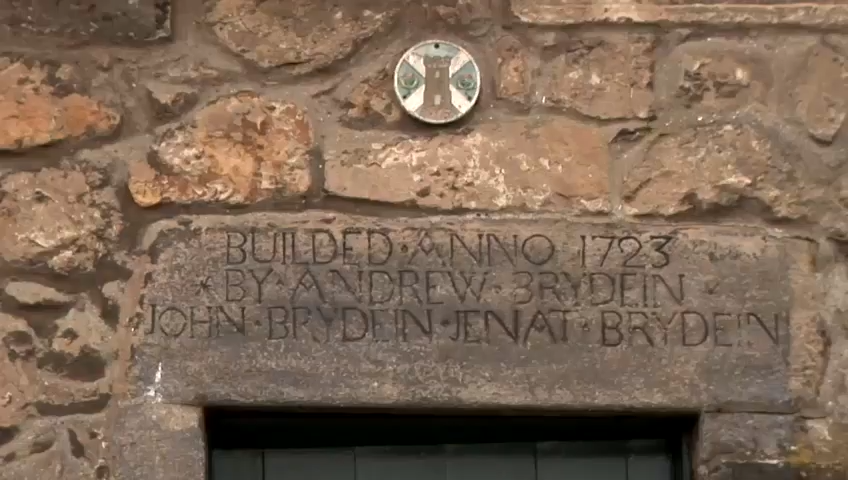 BUILDED · ANNO 1723
* BY · ANDREW · BRYDEIN *
JOHN · BRYDEIN · JENAT · BRYDEIN